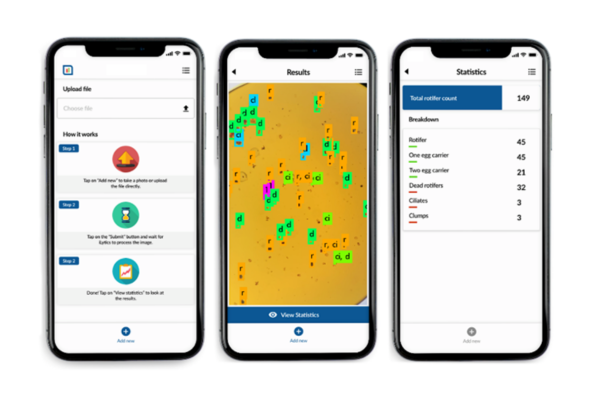 Upload file
Choose file
How it works
Step 1
Tap on "Add new" to take a photo or upload
the file directly.
Step 2
Tap on the "Submit" button and wait for
to process the image.
Step 2
Done! Tap on "View statistics" to look at
the results.
Add new
Results
r
d
r
d
d
d
d
ci
r
r
r
r
r
ci
r, ci
ci
d
d
r
d
d
d
ci
r, ci
r
ci, d
r
r
View Statistics
Add new
Statistics
Total rotifer count 149
Breakdown
Rotifer 45
One egg carrier 45
Two egg carrier 21
Dead rotifers 32
Ciliates 3
Clumps 3
Add new